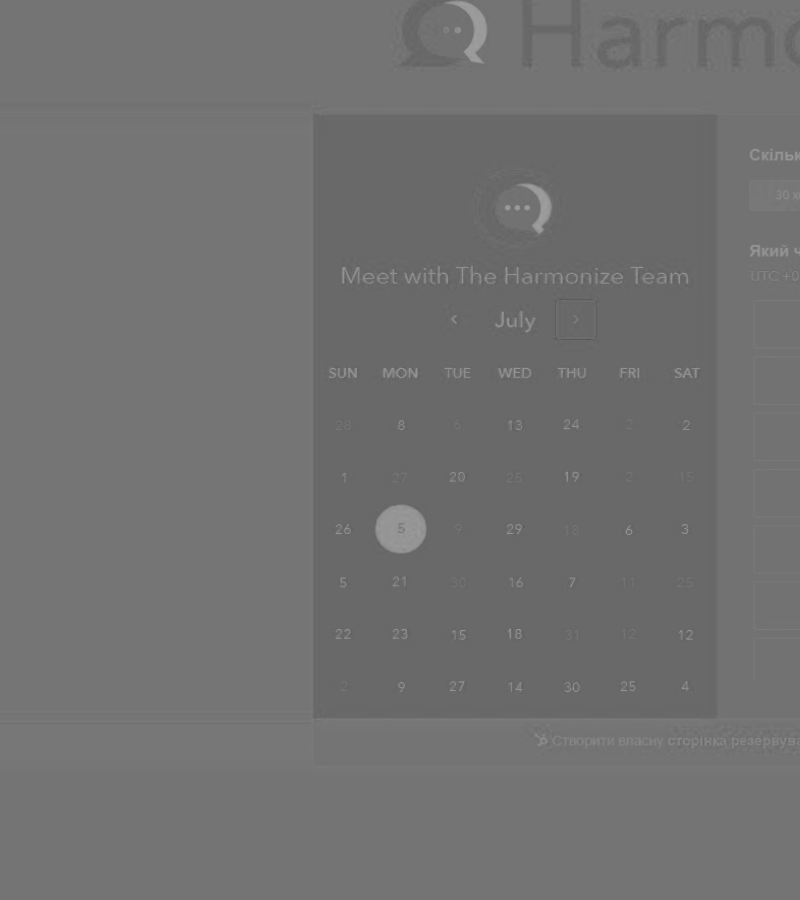 Harmo
Meet with The Harmonize Team
‹ July ›
SUN MON TUE WED THU FRI SAT
28 8 6 13 24 2 2
1 27 20 25 19 2 15
26 5 9 29 13 6 3
5 21 30 16 7 11 25
22 23 15 18 31 12 12
2 9 27 14 30 25 4
Скільк
30 хв
Який ч
UTC +0
Створити власну сторінка резервува